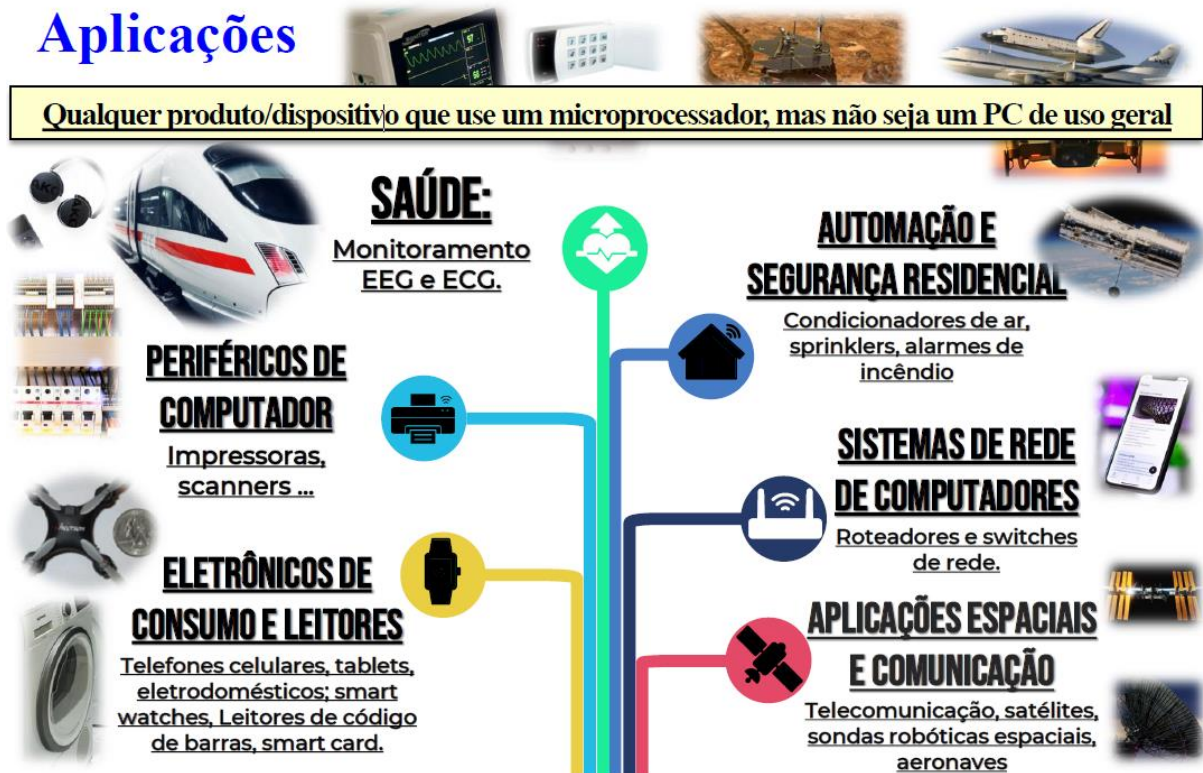 Aplicações
Qualquer produto/dispositivo que use um microprocessador, mas não seja um PC de uso geral
SAÚDE:
Monitoramento
EEG e ECG.
AUTOMAÇÃO E
SEGURANÇA RESIDENCIAL
Condicionadores de ar,
sprinklers, alarmes de
incêndio
PERIFÉRICOS DE
COMPUTADOR
Impressoras,
scanners ...
SISTEMAS DE REDE
DE COMPUTADORES
Roteadores e switches
de rede.
ELETRÔNICOS DE
CONSUMO E LEITORES
Telefones celulares, tablets,
eletrodomésticos; smart
watches, Leitores de código
de barras, smart card.
APLICAÇÕES ESPACIAIS
E COMUNICAÇÃO
Telecomunicação, satélites,
sondas robóticas espaciais,
aeronaves
AKG